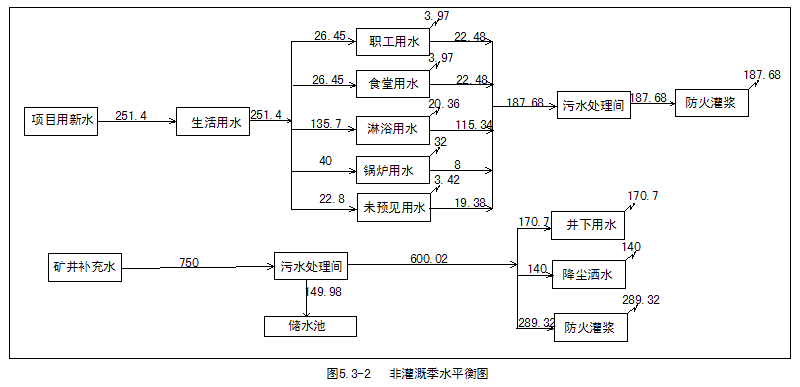 3.97
26.45 职工用水 22.48
3.97
26.45 食堂用水 22.48
187.68
项目用新水 251.4 生活用水 251.4
20.36
135.7 淋浴用水 115.34
187.68 污水处理间 187.68 防火灌浆
32
40 锅炉用水 8
3.42
22.8 未预见用水 19.38
170.7
170.7 井下用水
矿井补充水 750 污水处理间 600.02
140
140 降尘洒水
149.98
储水池
289.32
289.32 防火灌浆
图5.3-2 非灌溉季水平衡图